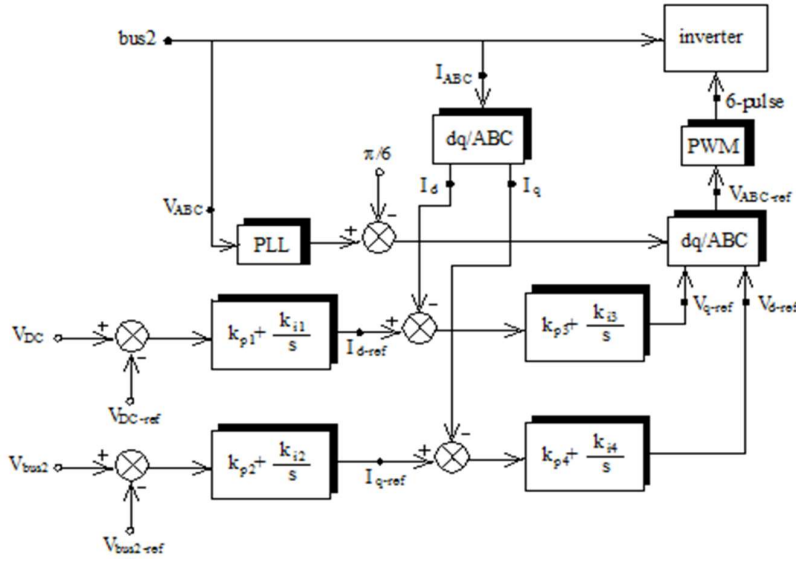 bus2
inverter
I_ABC
6-pulse
dq/ABC
PWM
π/6
I_d
I_q
V_ABC
V_ABC-ref
-
+
PLL
dq/ABC
V_q-ref
V_d-ref
V_DC
+
-
k_p1+ k_i1/s
I_d-ref
+
-
k_p3+ k_i3/s
V_DC-ref
V_bus2
+
-
k_p2+ k_i2/s
I_q-ref
+
-
k_p4+ k_i4/s
V_bus2-ref